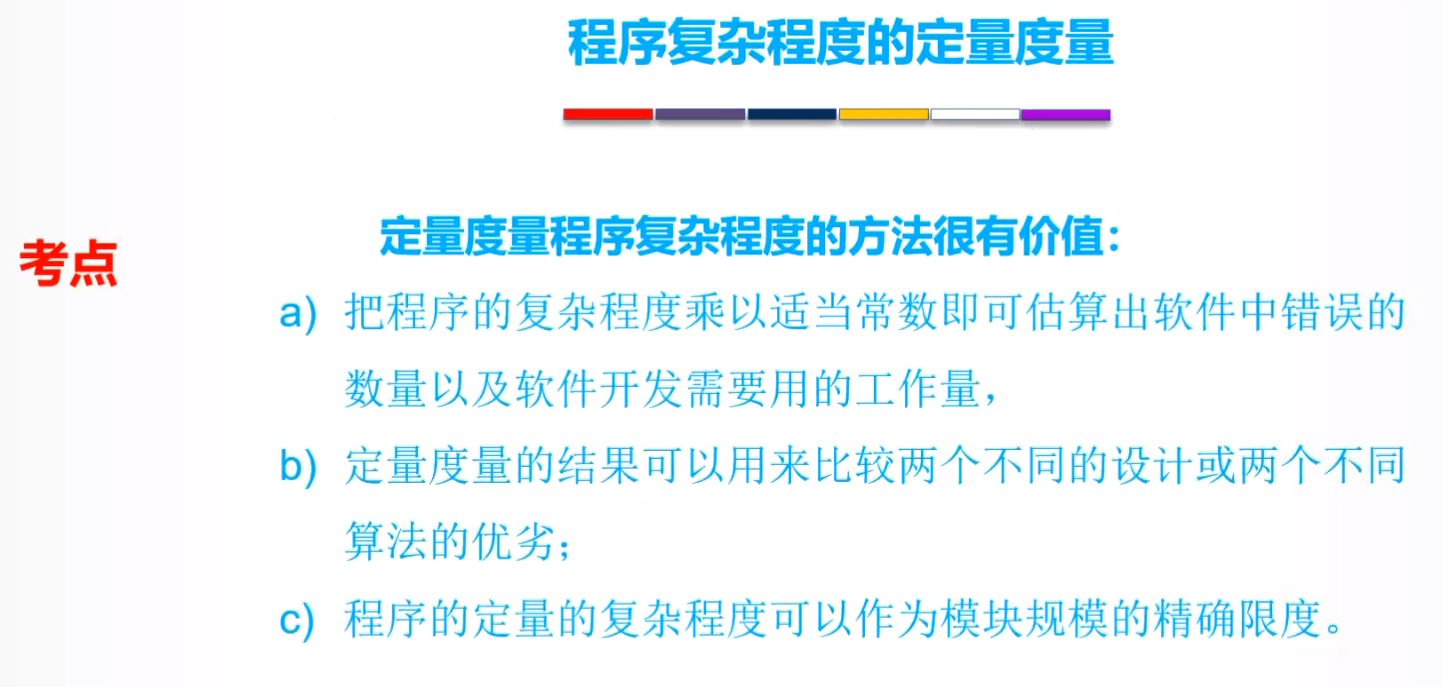 程序复杂程度的定量度量
考点
定量度量程序复杂程度的方法很有价值：
a) 把程序的复杂程度乘以适当常数即可估算出软件中错误的
数量以及软件开发需要用的工作量，
b) 定量度量的结果可以用来比较两个不同的设计或两个不同
算法的优劣；
c) 程序的定量的复杂程度可以作为模块规模的精确限度。